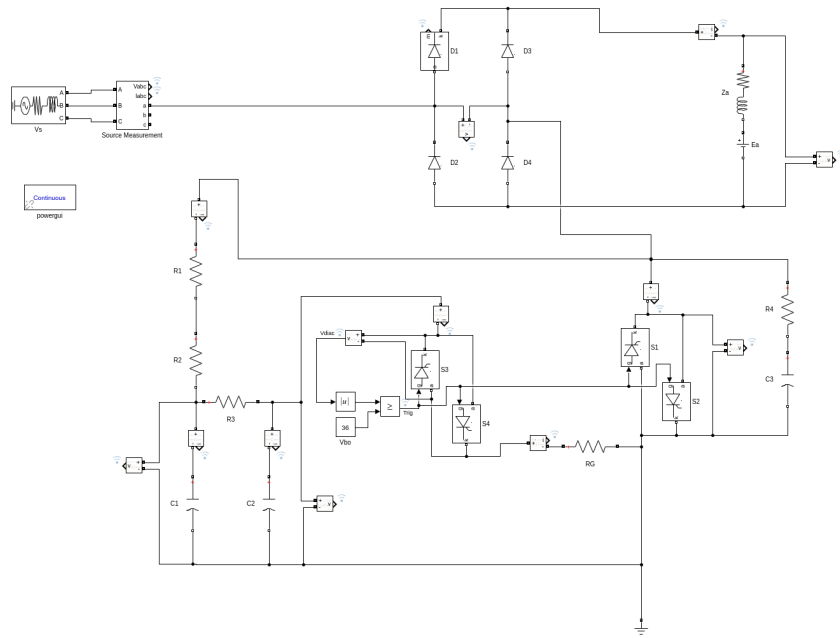 D1
D3
Za
Ea
A
B
C
A
B
C
Vabc
Iabc
a
b
c
Vs
Source Measurement
D2
D4
Continuous
powergui
R1
R2
R3
R4
Vdiac
S3
S1
S2
C3
|u|
≥
Trig
36
Vbo
S4
RG
C1
C2